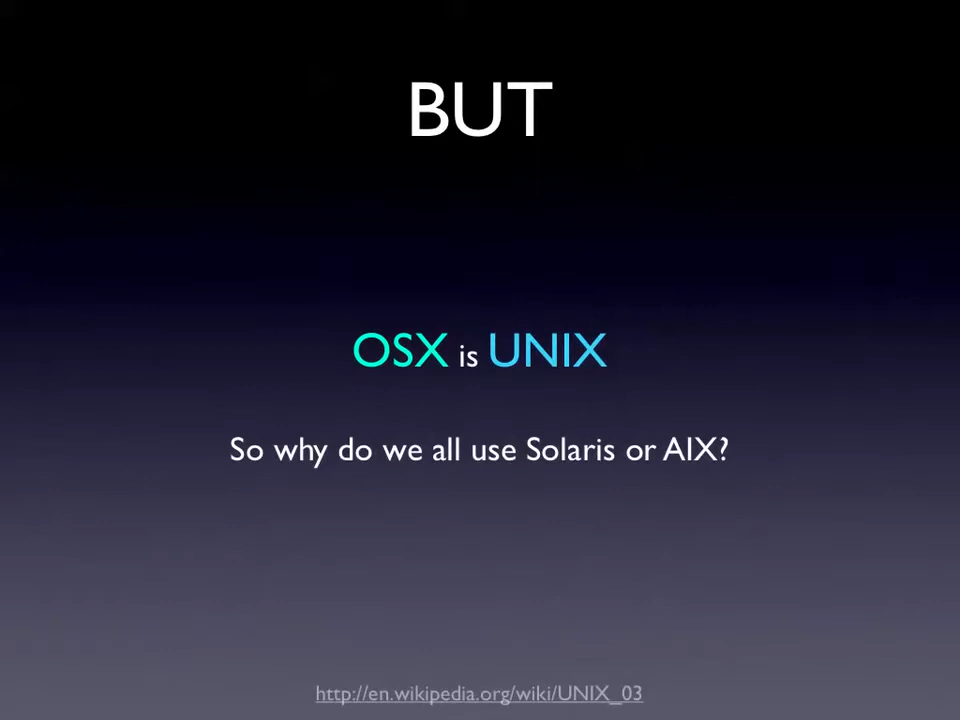 BUT
OSX is UNIX
So why do we all use Solaris or AIX?
http://en.wikipedia.org/wiki/UNIX_03